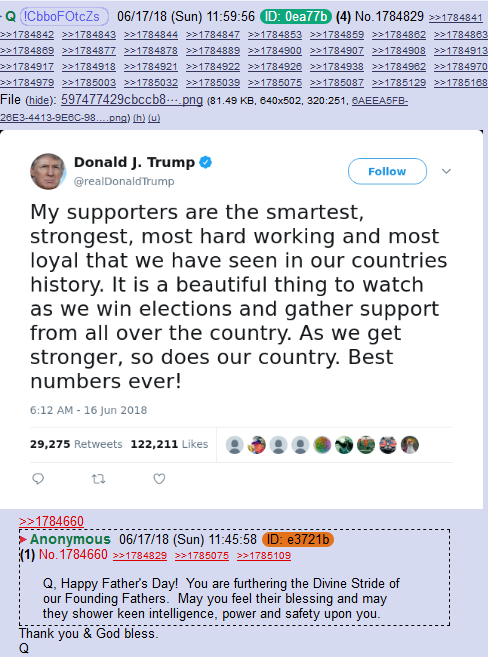 Q !CbboFOtcZs 06/17/18 (Sun) 11:59:56 ID: 0ea77b (4) No.1784829 >>1784841
>>1784842 >>1784843 >>1784844 >>1784847 >>1784853 >>1784859 >>1784862 >>1784863
>>1784869 >>1784877 >>1784878 >>1784889 >>1784900 >>1784907 >>1784908 >>1784913
>>1784917 >>1784918 >>1784921 >>1784922 >>1784926 >>1784938 >>1784962 >>1784970
>>1784979 >>1785003 >>1785032 >>1785039 >>1785075 >>1785087 >>1785129 >>1785168
File (hide): 597477429cbccb8⋯.png (81.49 KB, 640x502, 320:251, 6AEEA5FB-
26E3-4413-9E6C-98....png) (h) (u)
Donald J. Trump
@realDonaldTrump
Follow
My supporters are the smartest,
strongest, most hard working and most
loyal that we have seen in our countries
history. It is a beautiful thing to watch
as we win elections and gather support
from all over the country. As we get
stronger, so does our country. Best
numbers ever!
6:12 AM - 16 Jun 2018
29,275 Retweets 122,211 Likes
>>1784660
Anonymous 06/17/18 (Sun) 11:45:58 ID: e3721b
(1) No.1784660 >>1784829 >>1785075 >>1785109
Q, Happy Father's Day! You are furthering the Divine Stride of
our Founding Fathers. May you feel their blessing and may
they shower keen intelligence, power and safety upon you.
Thank you & God bless.
Q